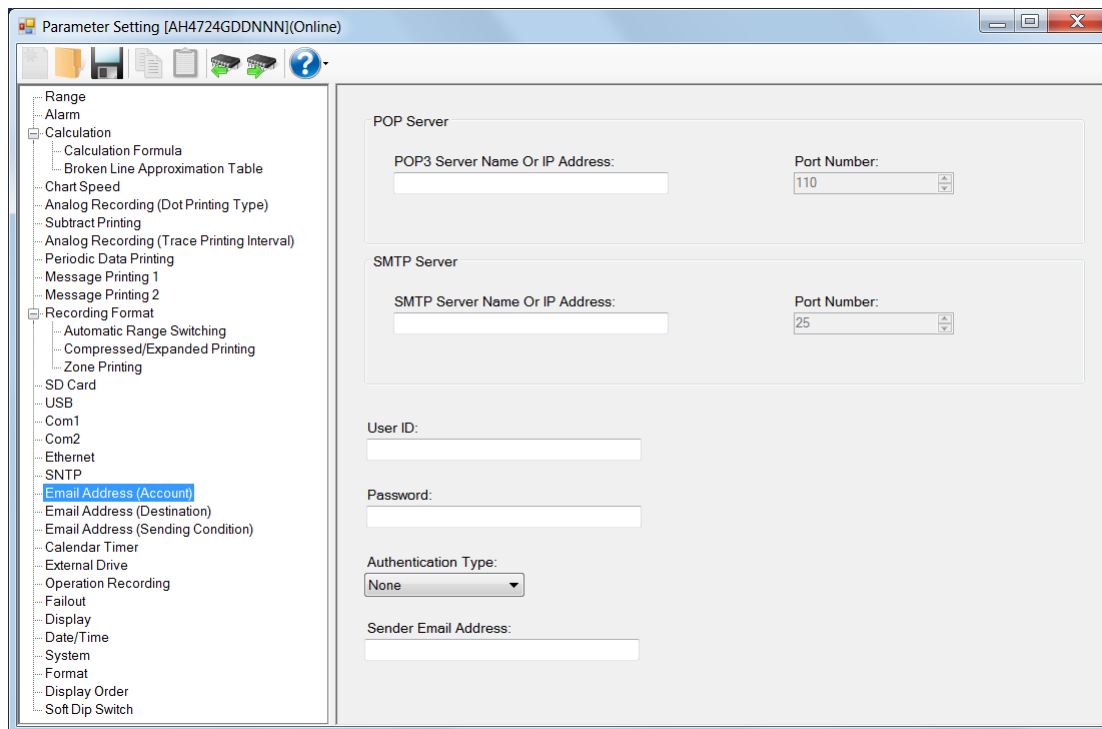 Parameter Setting [AH4724GDDNNN](Online)
Range
Alarm
Calculation
Calculation Formula
Broken Line Approximation Table
Chart Speed
Analog Recording (Dot Printing Type)
Subtract Printing
Analog Recording (Trace Printing Interval)
Periodic Data Printing
Message Printing 1
Message Printing 2
Recording Format
Automatic Range Switching
Compressed/Expanded Printing
Zone Printing
SD Card
USB
Com1
Com2
Ethernet
SNTP
Email Address (Account)
Email Address (Destination)
Email Address (Sending Condition)
Calendar Timer
External Drive
Operation Recording
Failout
Display
Date/Time
System
Format
Display Order
Soft Dip Switch
POP Server
POP3 Server Name Or IP Address:
Port Number:
110
SMTP Server
SMTP Server Name Or IP Address:
Port Number:
25
User ID:
Password:
Authentication Type:
None
Sender Email Address: